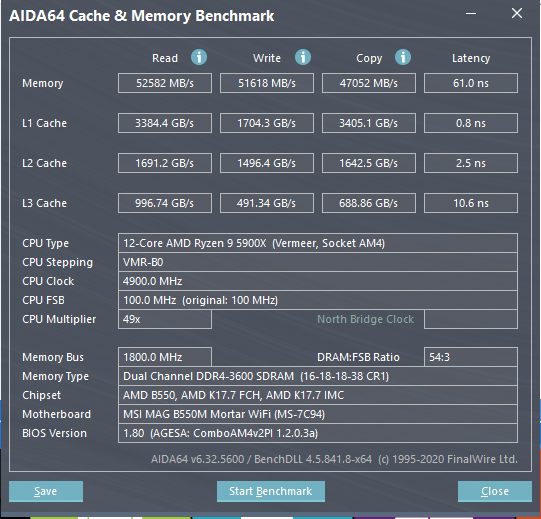 AIDA64 Cache & Memory Benchmark
Read Write Copy Latency
Memory 52582 MB/s 51618 MB/s 47052 MB/s 61.0 ns
L1 Cache 3384.4 GB/s 1704.3 GB/s 3405.1 GB/s 0.8 ns
L2 Cache 1691.2 GB/s 1496.4 GB/s 1642.5 GB/s 2.5 ns
L3 Cache 996.74 GB/s 491.34 GB/s 688.86 GB/s 10.6 ns
CPU Type 12-Core AMD Ryzen 9 5900X (Vermeer, Socket AM4)
CPU Stepping VMR-B0
CPU Clock 4900.0 MHz
CPU FSB 100.0 MHz (original: 100 MHz)
CPU Multiplier 49x North Bridge Clock
Memory Bus 1800.0 MHz DRAM:FSB Ratio 54:3
Memory Type Dual Channel DDR4-3600 SDRAM (16-18-18-38 CR1)
Chipset AMD B550, AMD K17.7 FCH, AMD K17.7 IMC
Motherboard MSI MAG B550M Mortar WiFi (MS-7C94)
BIOS Version 1.80 (AGESA: ComboAM4v2PI 1.2.0.3a)
AIDA64 v6.32.5600 / BenchDLL 4.5.841.8-x64 (c) 1995-2020 FinalWire Ltd.
Save Start Benchmark Close